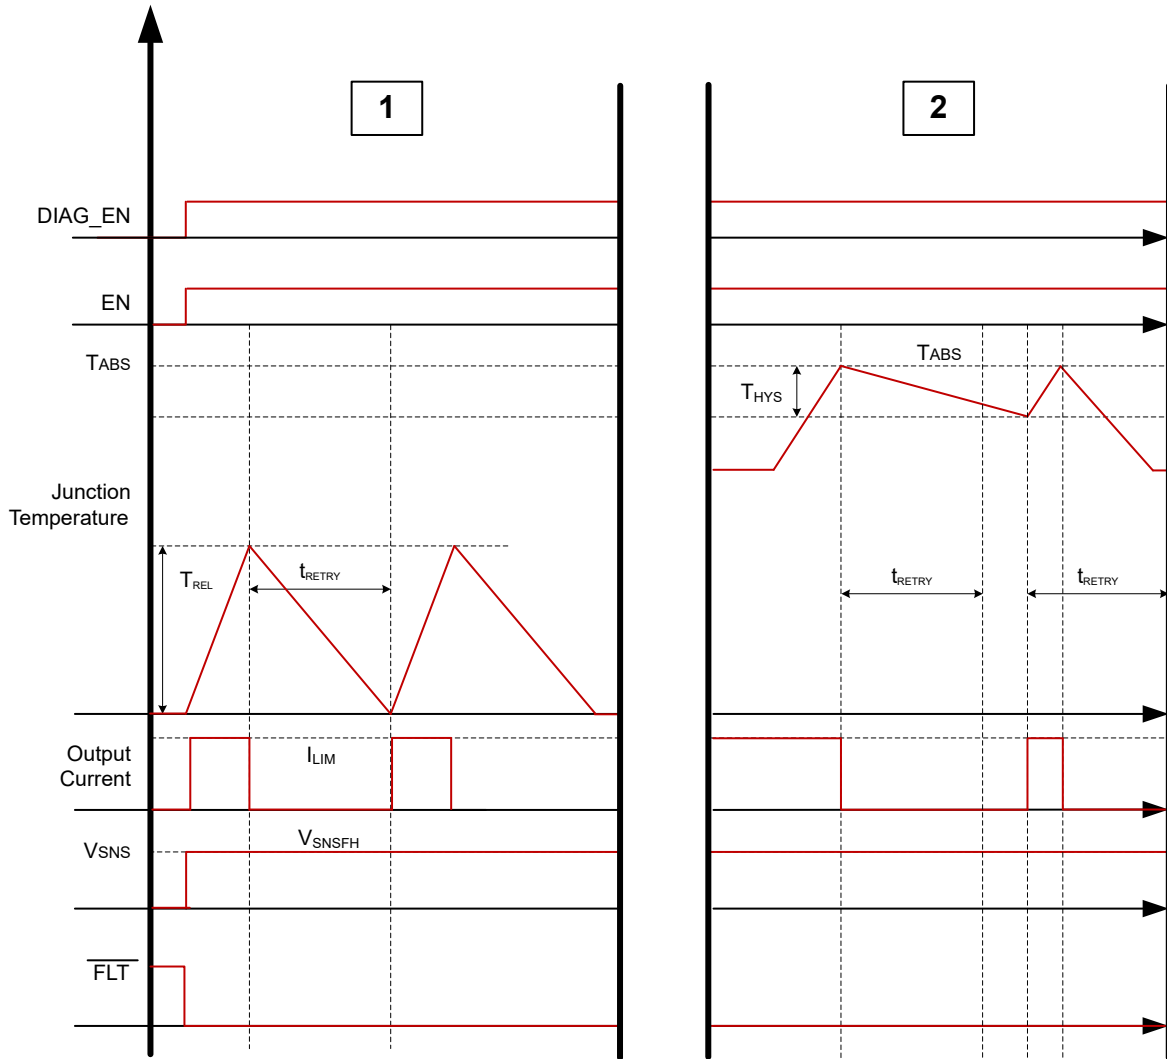 1
2
DIAG_EN
EN
TABS
TABS
THYS
Junction
Temperature
TREL
tRETRY
tRETRY
tRETRY
Output
Current
ILIM
VSNS
VSNSFH
FLT